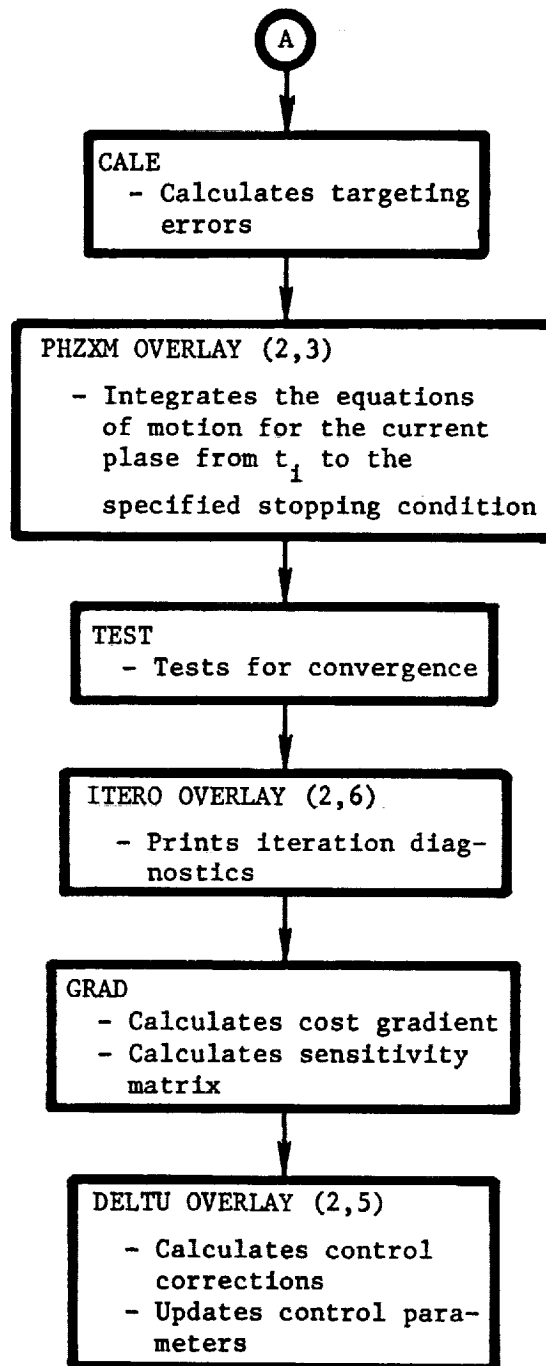 A
CALE
- Calculates targeting
errors
PHZXM OVERLAY (2,3)
- Integrates the equations
of motion for the current
plase from t_i to the
specified stopping condition
TEST
- Tests for convergence
ITERO OVERLAY (2,6)
- Prints iteration diag-
nostics
GRAD
- Calculates cost gradient
- Calculates sensitivity
matrix
DELTU OVERLAY (2,5)
- Calculates control
corrections
- Updates control para-
meters